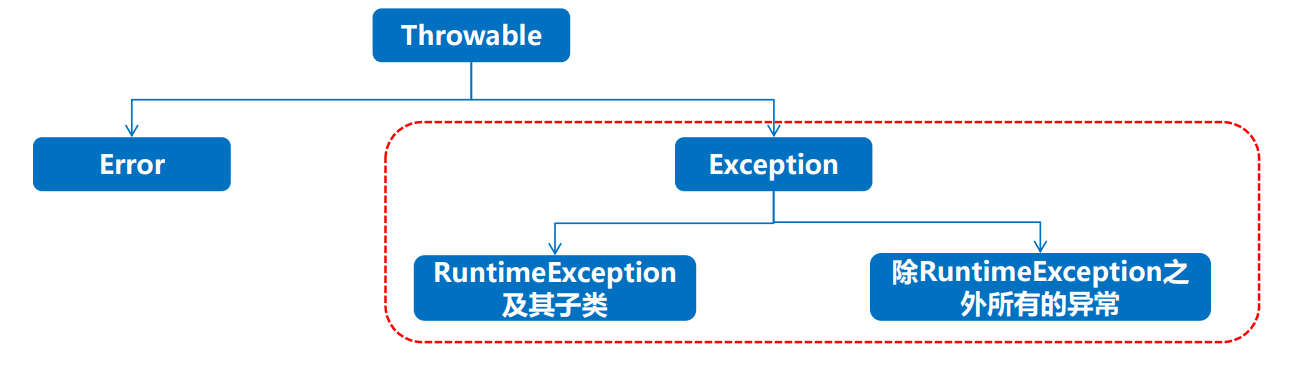 Throwable
Error
Exception
RuntimeException
及其子类
除RuntimeException之
外所有的异常